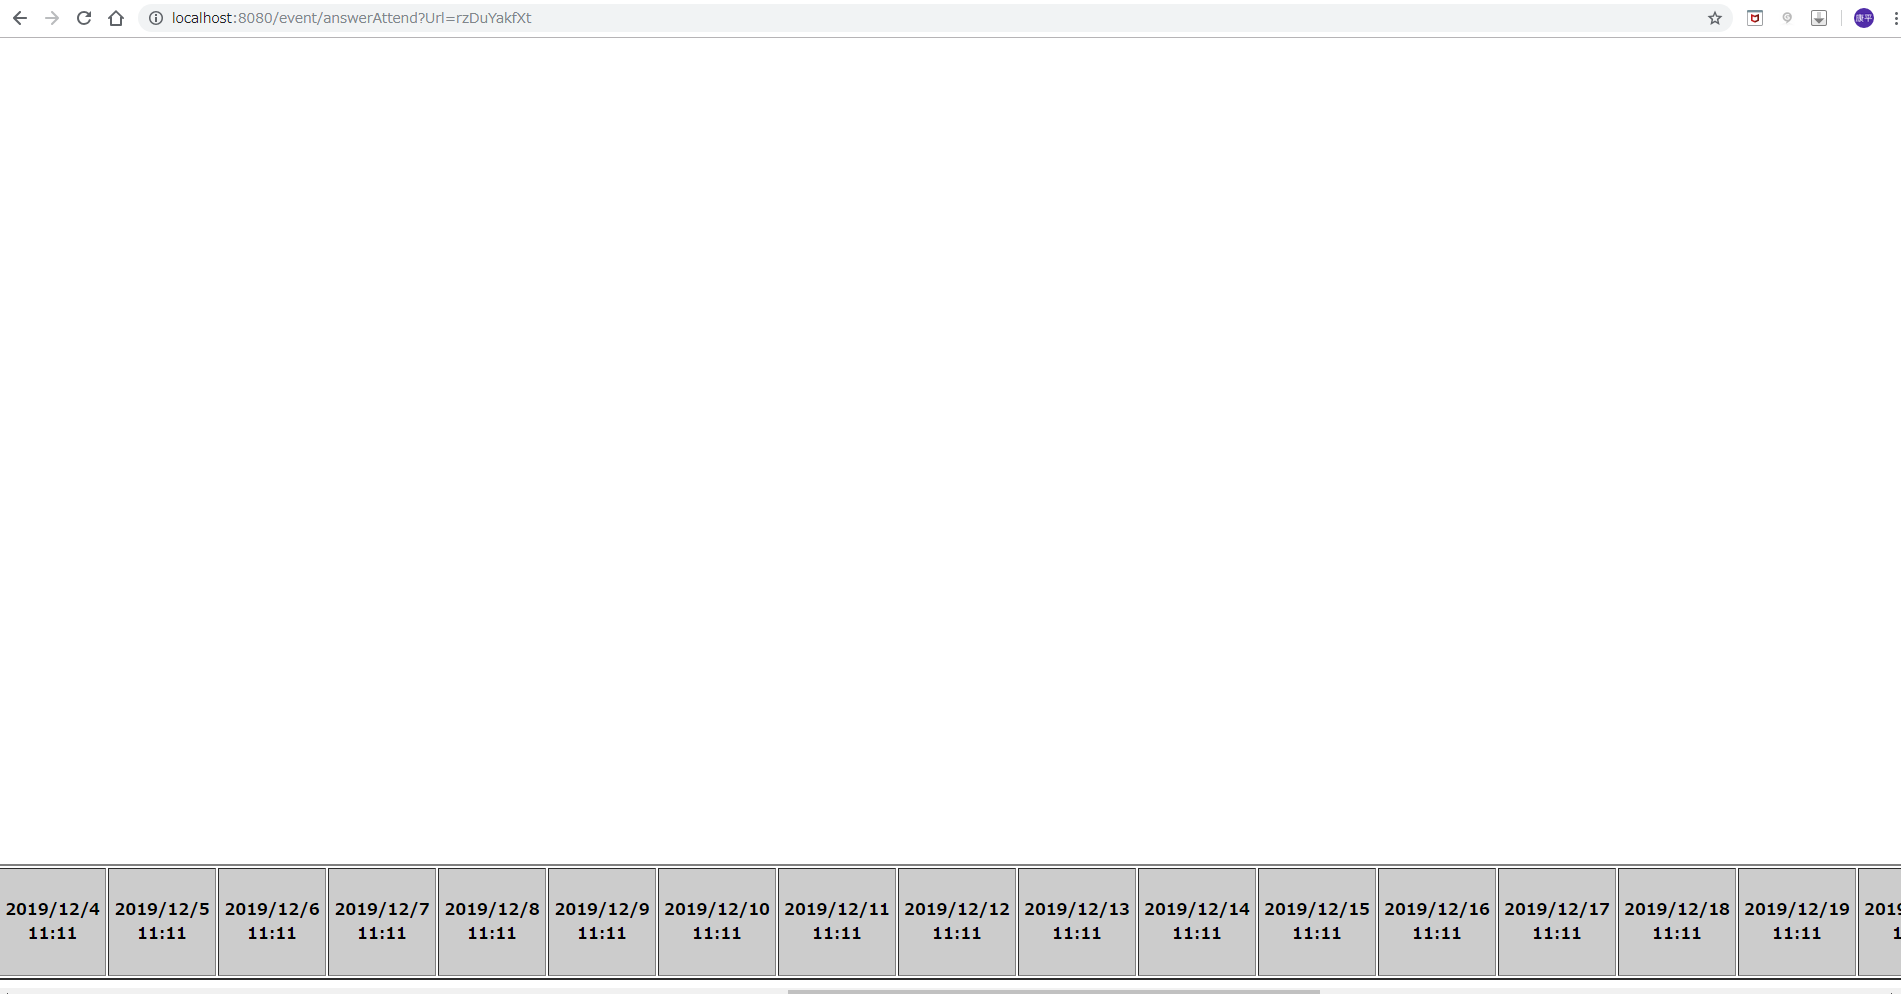 localhost:8080/event/answerAttend?Url=rzDuYakfXt
康平
2019/12/4 2019/12/5 2019/12/6 2019/12/7 2019/12/8 2019/12/9 2019/12/10 2019/12/11 2019/12/12 2019/12/13 2019/12/14 2019/12/15 2019/12/16 2019/12/17 2019/12/18 2019/12/19 201
11:11 11:11 11:11 11:11 11:11 11:11 11:11 11:11 11:11 11:11 11:11 11:11 11:11 11:11 11:11 11:11 1